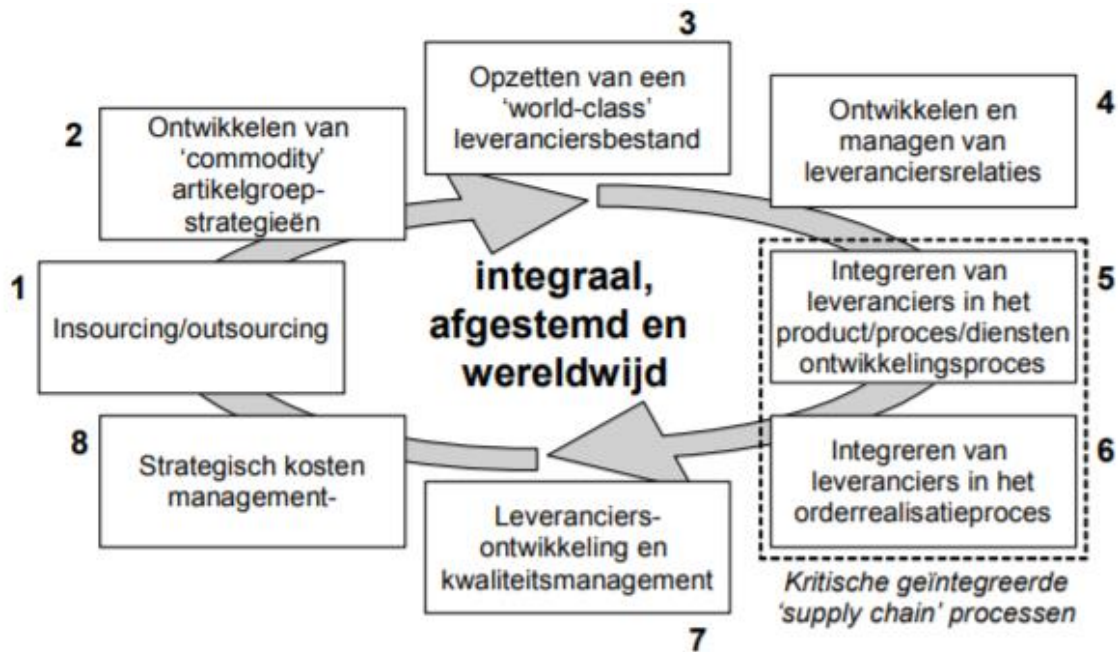 1
Insourcing/outsourcing
2
Ontwikkelen van
‘commodity’
artikelgroep-
strategieën
3
Opzetten van een
‘world-class’
leveranciersbestand
4
Ontwikkelen en
managen van
leveranciersrelaties
integraal,
afgestemd en
wereldwijd
5
Integreren van
leveranciers in het
product/proces/diensten
ontwikkelingsproces
6
Integreren van
leveranciers in het
orderrealisatieproces
Kritische geïntegreerde
‘supply chain’ processen
7
Leveranciers-
ontwikkeling en
kwaliteitsmanagement
8
Strategisch kosten
management-